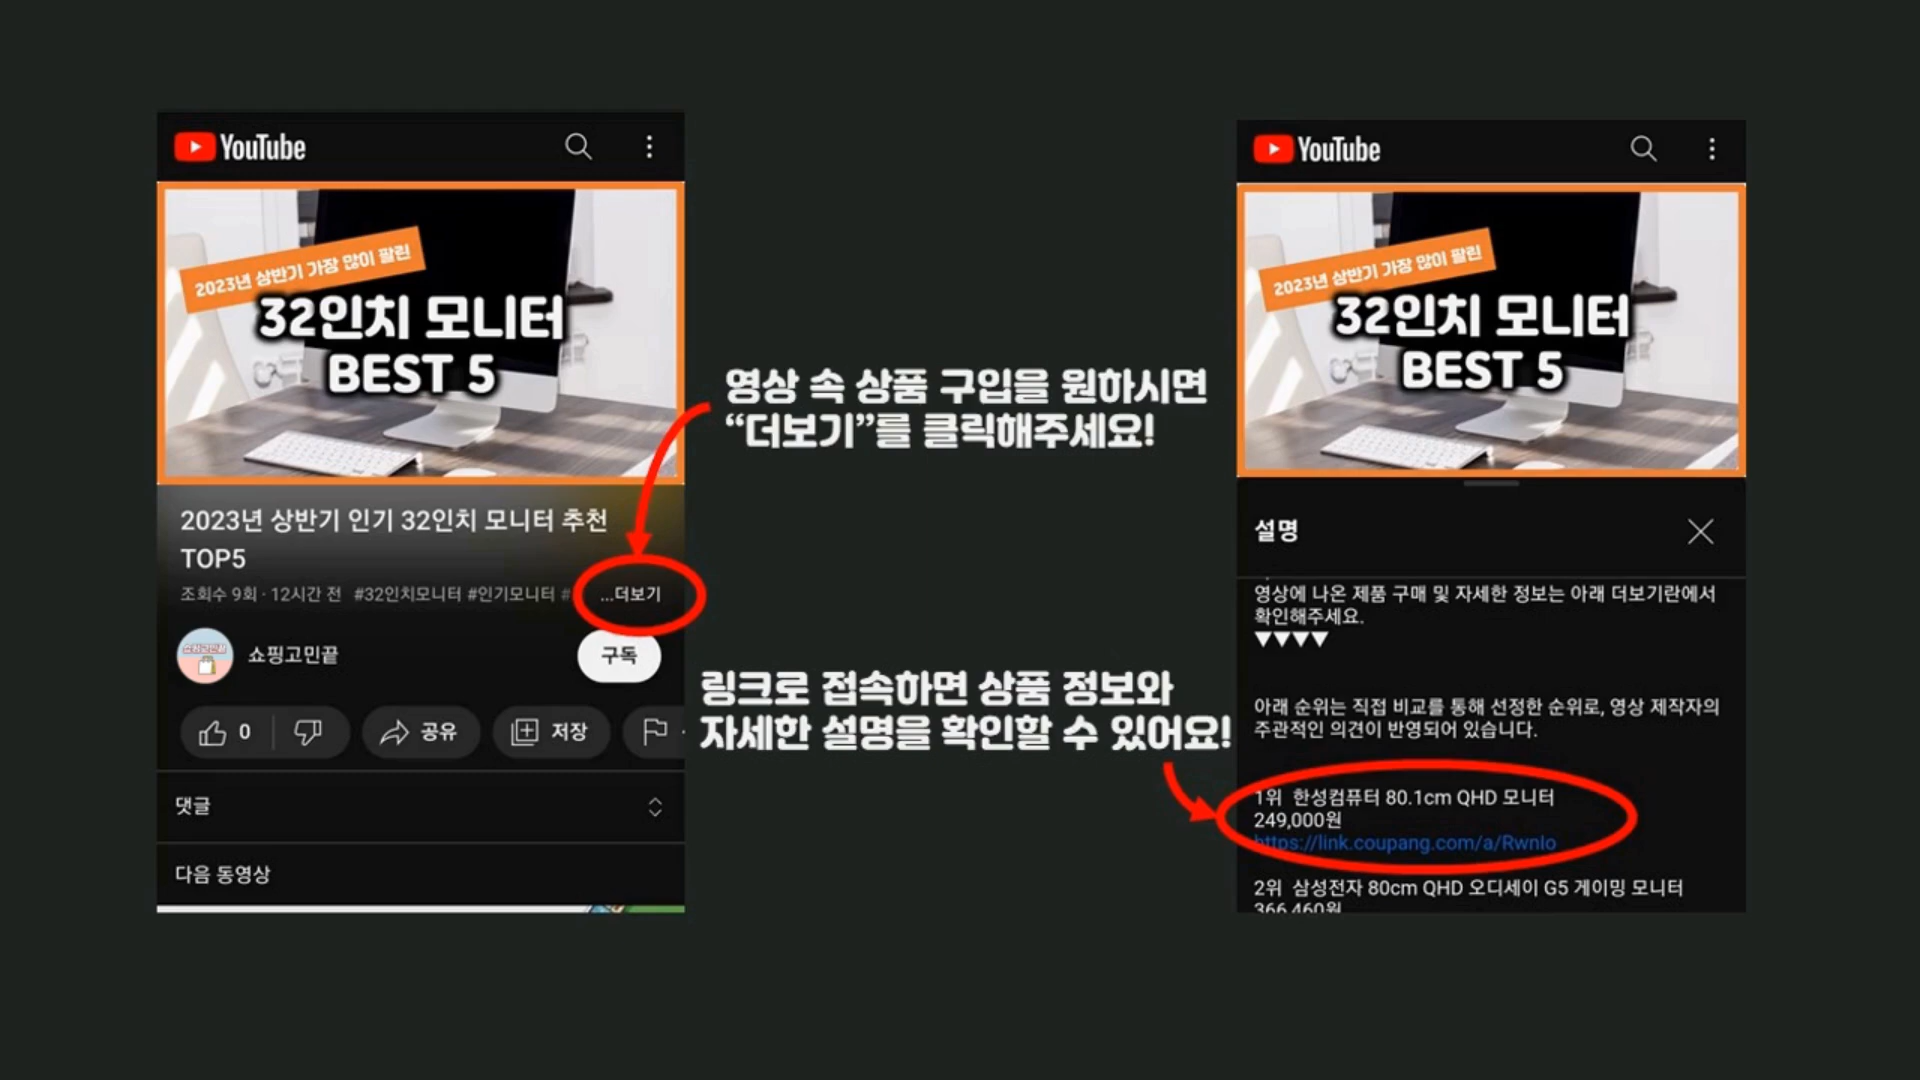 YouTube
2023년 상반기 가장 많이 팔린
32인치 모니터
BEST 5
2023년 상반기 인기 32인치 모니터 추천
TOP5
조회수 9회 · 12시간 전 #32인치모니터 #인기모니터 # ...더보기
쇼핑고민끝
쇼핑고민끝
구독
0
공유
저장
댓글
다음 동영상
영상 속 상품 구입을 원하시면
“더보기”를 클릭해주세요!
링크로 접속하면 상품 정보와
자세한 설명을 확인할 수 있어요!
YouTube
2023년 상반기 가장 많이 팔린
32인치 모니터
BEST 5
설명
영상에 나온 제품 구매 및 자세한 정보는 아래 더보기란에서
확인해주세요.
▼▼▼▼
아래 순위는 직접 비교를 통해 선정한 순위로, 영상 제작자의
주관적인 의견이 반영되어 있습니다.
1위 한성컴퓨터 80.1cm QHD 모니터
249,000원
https://link.coupang.com/a/RwnIo
2위 삼성전자 80cm QHD 오디세이 G5 게이밍 모니터
366,460원